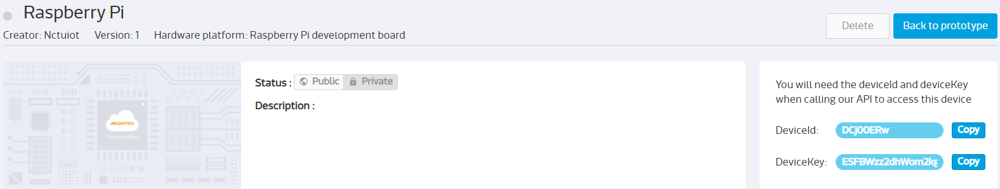 Raspberry Pi
Creator: Nctuiot Version: 1 Hardware platform: Raspberry Pi development board
Delete
Back to prototype
MEDIATEK
Cloud Sandbox
Status : Public Private
Description :
You will need the deviceId and deviceKey
when calling our API to access this device
DeviceId: DCj00ERw Copy
DeviceKey: ESFBWzz2dhWom2kg Copy